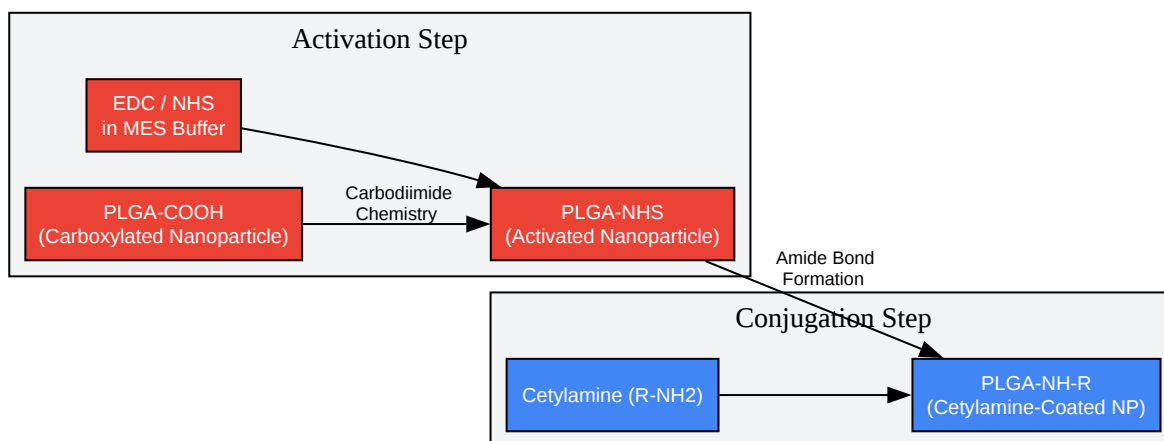 Activation Step
EDC / NHS
in MES Buffer
PLGA-COOH
(Carboxylated Nanoparticle)
Carbodiimide
Chemistry
PLGA-NHS
(Activated Nanoparticle)
Amide Bond
Formation
Conjugation Step
Cetylamine (R-NH2)
PLGA-NH-R
(Cetylamine-Coated NP)